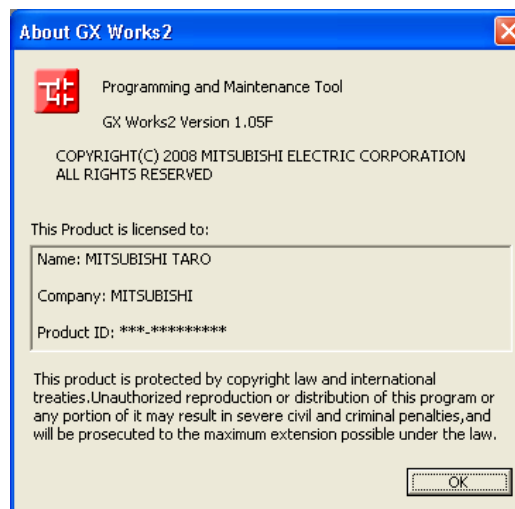 About GX Works2
Programming and Maintenance Tool
GX Works2 Version 1.05F
COPYRIGHT(C) 2008 MITSUBISHI ELECTRIC CORPORATION
ALL RIGHTS RESERVED
This Product is licensed to:
Name: MITSUBISHI TARO
Company: MITSUBISHI
Product ID: ***-*********
This product is protected by copyright law and international
treaties.Unauthorized reproduction or distribution of this program or
any portion of it may result in severe civil and criminal penalties,and
will be prosecuted to the maximum extension possible under the law.
OK